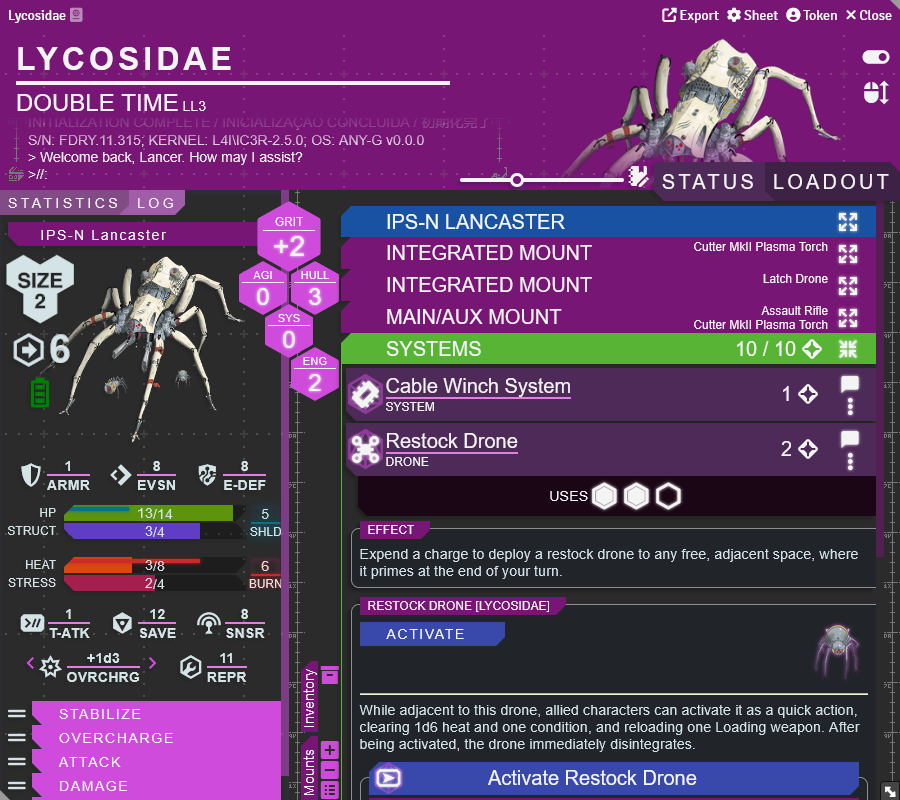 Lycosidae
Export Sheet Token Close
LYCOSIDAE
DOUBLE TIME LL3
INITIALIZATION COMPLETE / INICIALIZAÇÃO CONCLUÍDA / 初期化完了
S/N: FDRY.11.315; KERNEL: L4I\IC3R-2.5.0; OS: ANY-G v0.0.0
> Welcome back, Lancer. How may I assist?
>//:
STATUS LOADOUT
STATISTICS LOG
IPS-N Lancaster
SIZE
2
6
GRIT
+2
AGI
0
HULL
3
SYS
0
ENG
2
1
ARMR
8
EVSN
8
E-DEF
HP 13/14
5
SHLD
STRUCT. 3/4
HEAT 3/8
6
BURN
STRESS 2/4
1
T-ATK
12
SAVE
8
SNSR
+1d3
OVRCHRG
11
REPR
STABILIZE
OVERCHARGE
ATTACK
DAMAGE
Inventory
Mounts
IPS-N LANCASTER
INTEGRATED MOUNT Cutter MkII Plasma Torch
INTEGRATED MOUNT Latch Drone
MAIN/AUX MOUNT Assault Rifle
Cutter MkII Plasma Torch
SYSTEMS 10 / 10
Cable Winch System 1
SYSTEM
Restock Drone 2
DRONE
USES
EFFECT
Expend a charge to deploy a restock drone to any free, adjacent space, where
it primes at the end of your turn.
RESTOCK DRONE [LYCOSIDAE]
ACTIVATE
While adjacent to this drone, allied characters can activate it as a quick action,
clearing 1d6 heat and one condition, and reloading one Loading weapon. After
being activated, the drone immediately disintegrates.
Activate Restock Drone